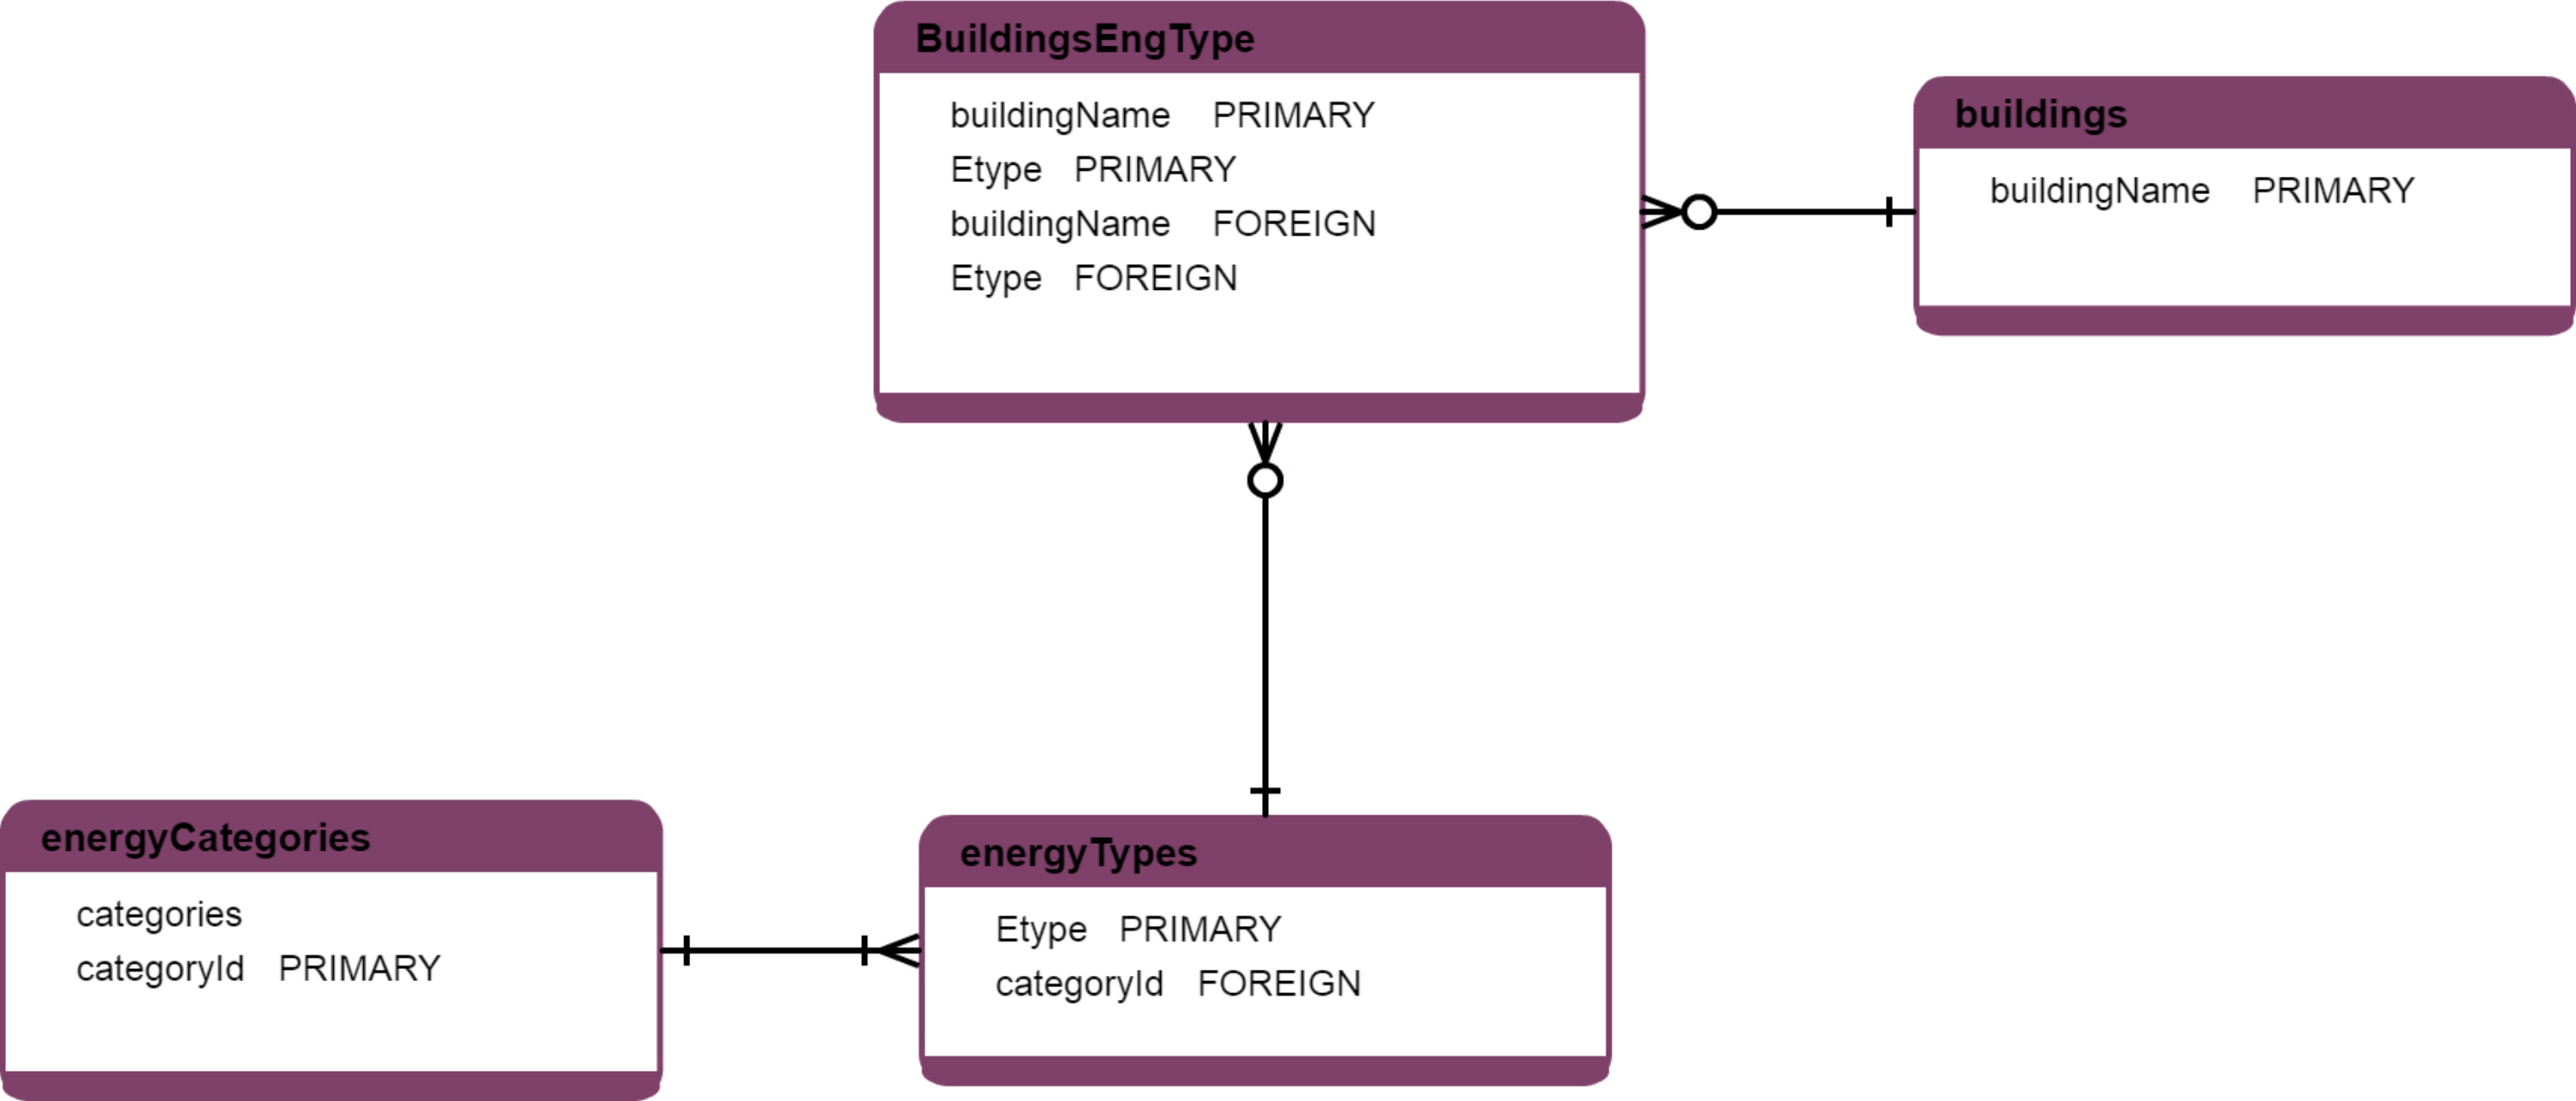 BuildingsEngType
buildingName PRIMARY
Etype PRIMARY
buildingName FOREIGN
Etype FOREIGN
buildings
buildingName PRIMARY
energyCategories
categories
categoryId PRIMARY
energyTypes
Etype PRIMARY
categoryId FOREIGN